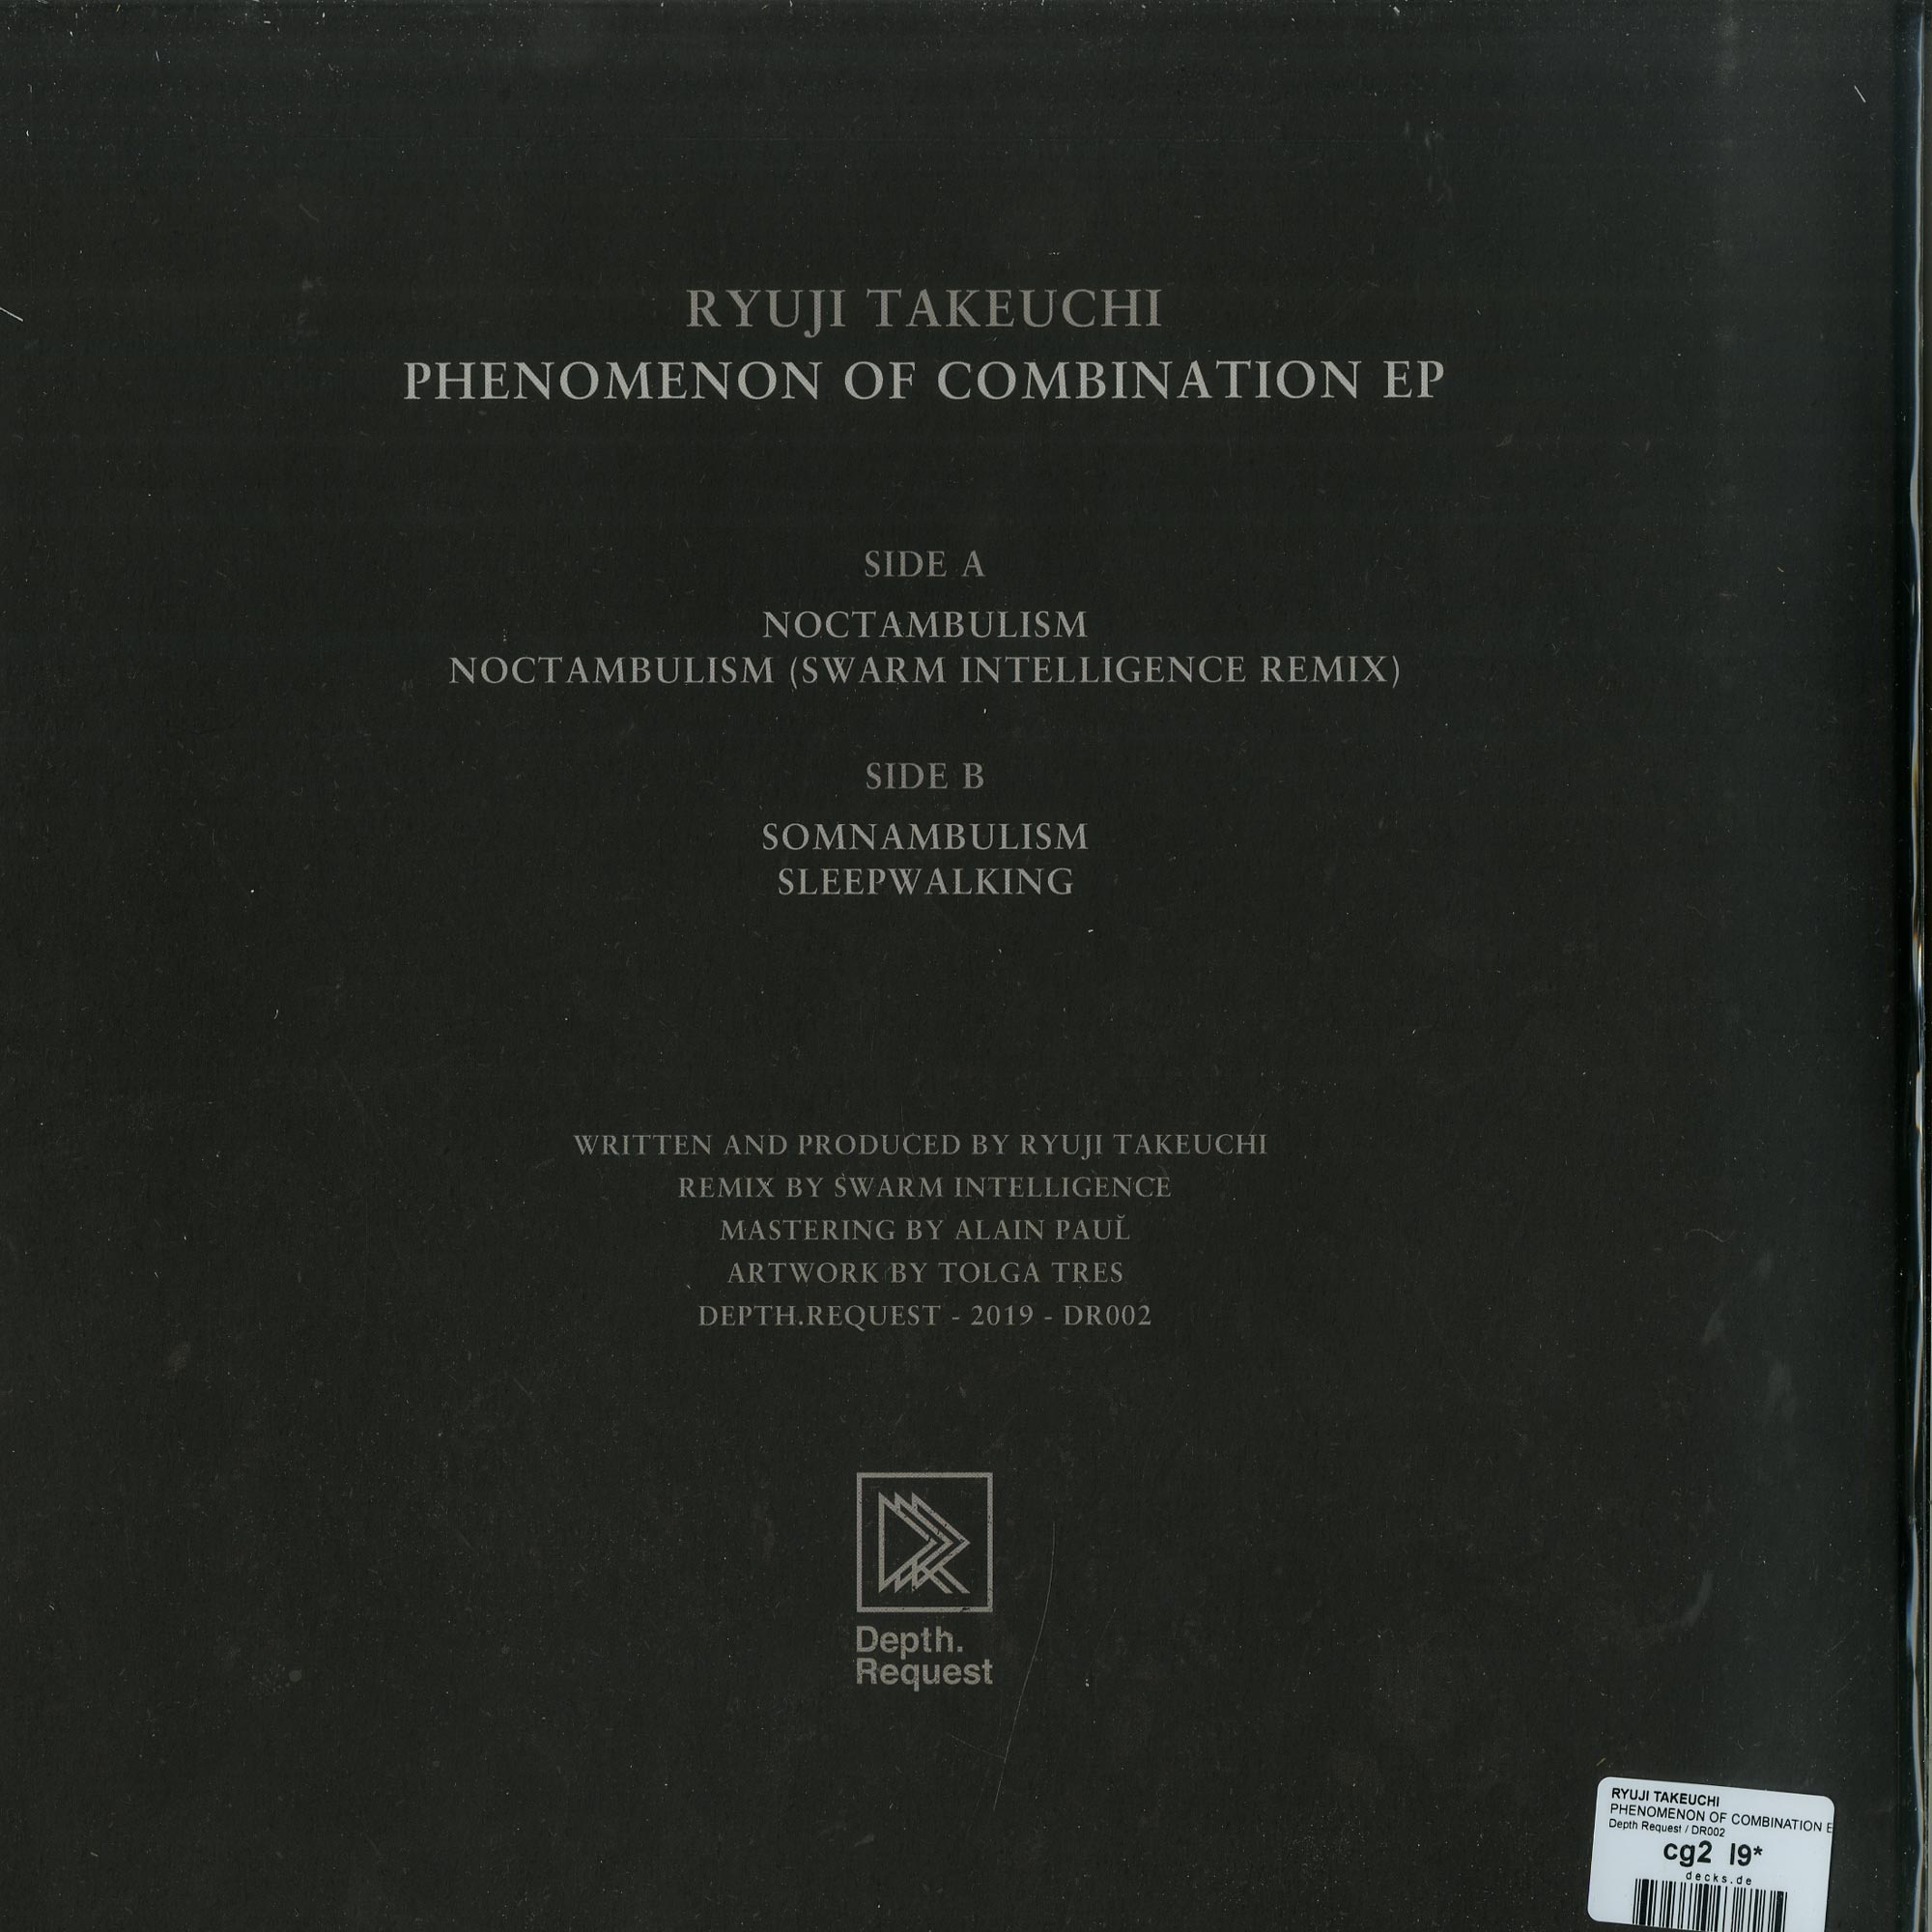 RYUJI TAKEUCHI
PHENOMENON OF COMBINATION EP
SIDE A
NOCTAMBULISM
NOCTAMBULISM (SWARM INTELLIGENCE REMIX)
SIDE B
SOMNAMBULISM
SLEEPWALKING
WRITTEN AND PRODUCED BY RYUJI TAKEUCHI
REMIX BY SWARM INTELLIGENCE
MASTERING BY ALAIN PAUL
ARTWORK BY TOLGA TRES
DEPTH.REQUEST - 2019 - DR002
Depth.
Request
RYUJI TAKEUCHI
PHENOMENON OF COMBINATION E
Depth Request / DR002
cg2 I9*
decks.de